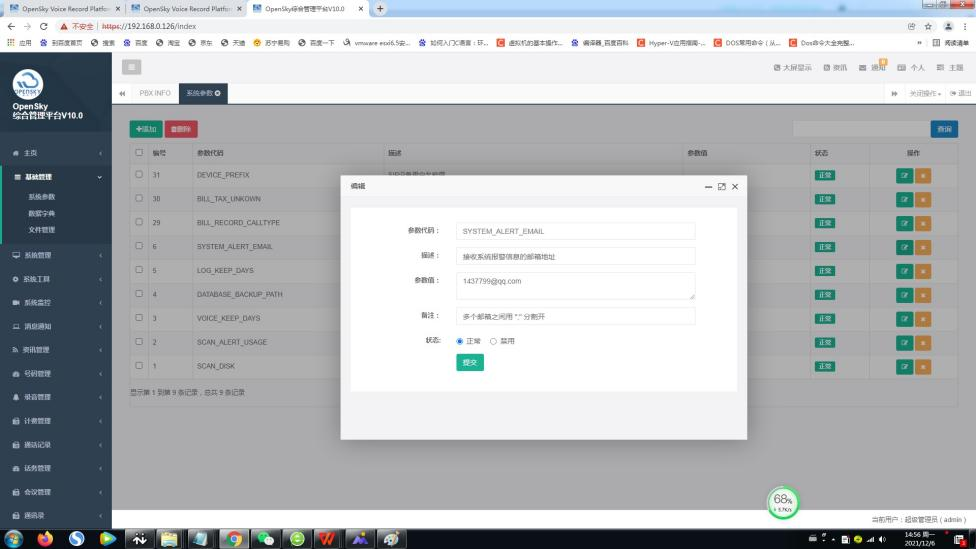 OpenSky Voice Record Platfor
OpenSky Voice Record Platfor
OpenSky综合管理平台V10.0
不安全 https://192.168.0.126/index
应用
到百度首页
搜索
百度
淘宝
京东
天猫
苏宁易购
百度一下
vmware esxi6.5安...
如何入门C语言:环...
虚拟机的基本操作...
编译器_百度百科
Hyper-V应用指南-...
DOS常用命令(从...
Dos命令大全完整...
»
阅读清单
OPENSKY
OpenSky
综合管理平台V10.0
大屏显示 资讯 通知 0 个人 主题
PBX INFO 系统参数 关闭操作 退出
主页
基础管理
系统参数
数据字典
文件管理
系统管理
系统工具
系统监控
消息通知
资讯管理
号码管理
录音管理
计费管理
通话记录
话务管理
会议管理
通讯录
添加 删除 查询
编号 参数代码 描述 参数值 状态 操作
31 DEVICE_PREFIX 正常
30 BILL_TAX_UNKOWN 正常
29 BILL_RECORD_CALLTYPE 正常
6 SYSTEM_ALERT_EMAIL 正常
5 LOG_KEEP_DAYS 正常
4 DATABASE_BACKUP_PATH 正常
3 VOICE_KEEP_DAYS 正常
2 SCAN_ALERT_USAGE 正常
1 SCAN_DISK 正常
显示第 1 到第 9 条记录,总共 9 条记录
编辑
参数代码: SYSTEM_ALERT_EMAIL
描述: 接收系统报警信息的邮箱地址
参数值: 1437799@qq.com
备注: 多个邮箱之间用 ";" 分割开
状态: 正常 禁用
提交
68%
3.7K/s
当前用户:超级管理员 ( admin )
14:56 周一
2021/12/6